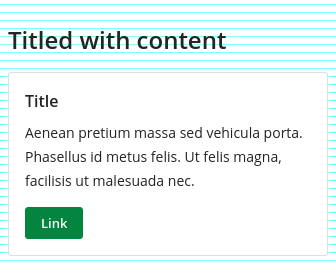 Titled with content
Title
Aenean pretium massa sed vehicula porta.
Phasellus id metus felis. Ut felis magna,
facilisis ut malesuada nec.
Link